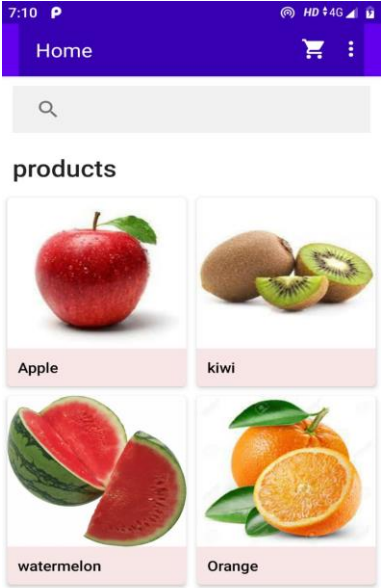 7:10 P HD 4G
Home
products
Apple
kiwi
watermelon
Orange